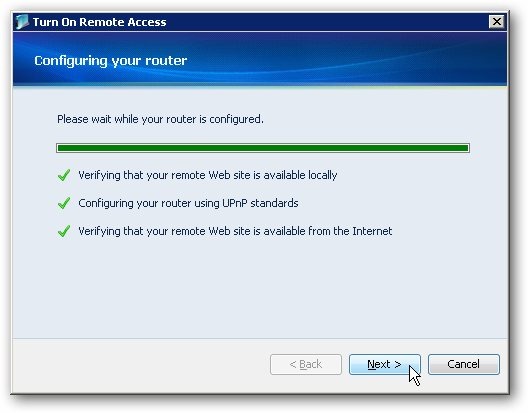 Turn On Remote Access
Configuring your router
Please wait while your router is configured.
Verifying that your remote Web site is available locally
Configuring your router using UPnP standards
Verifying that your remote Web site is available from the Internet
< Back
Next >
Cancel